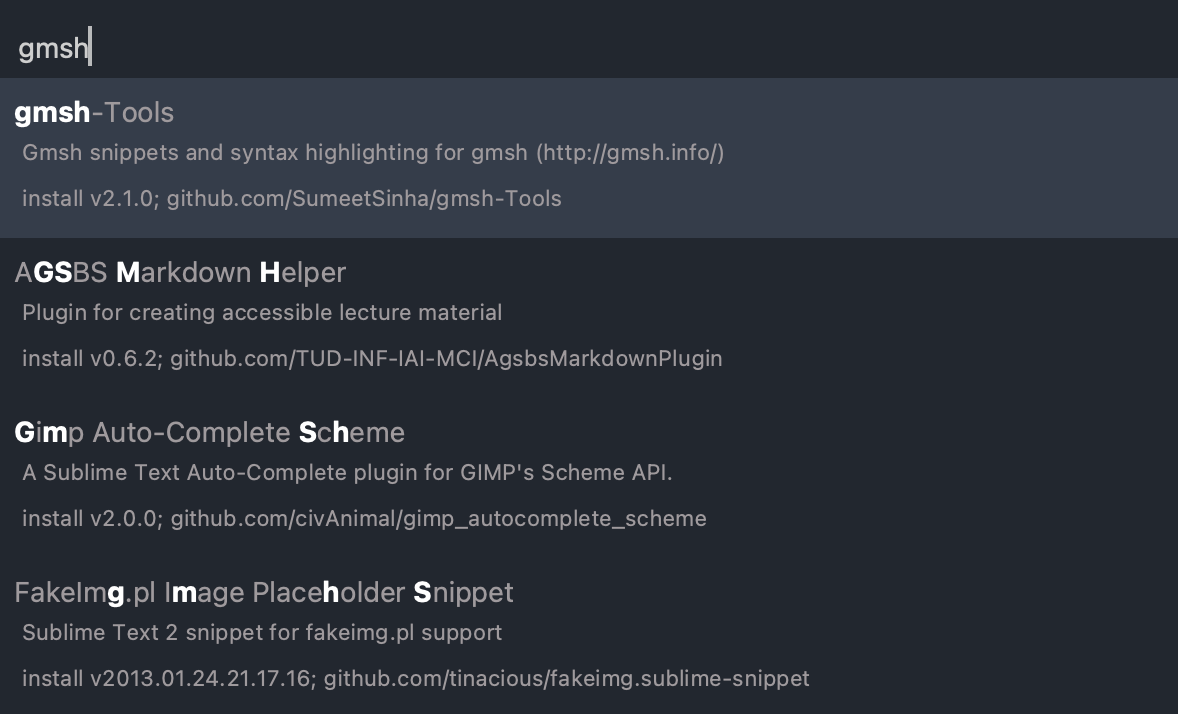 gmsh
gmsh-Tools
Gmsh snippets and syntax highlighting for gmsh (http://gmsh.info/)
install v2.1.0; github.com/SumeetSinha/gmsh-Tools
AGSBS Markdown Helper
Plugin for creating accessible lecture material
install v0.6.2; github.com/TUD-INF-IAI-MCI/AgsbsMarkdownPlugin
Gimp Auto-Complete Scheme
A Sublime Text Auto-Complete plugin for GIMP's Scheme API.
install v2.0.0; github.com/civAnimal/gimp_autocomplete_scheme
FakeImg.pl Image Placeholder Snippet
Sublime Text 2 snippet for fakeimg.pl support
install v2013.01.24.21.17.16; github.com/tinacious/fakeimg.sublime-snippet